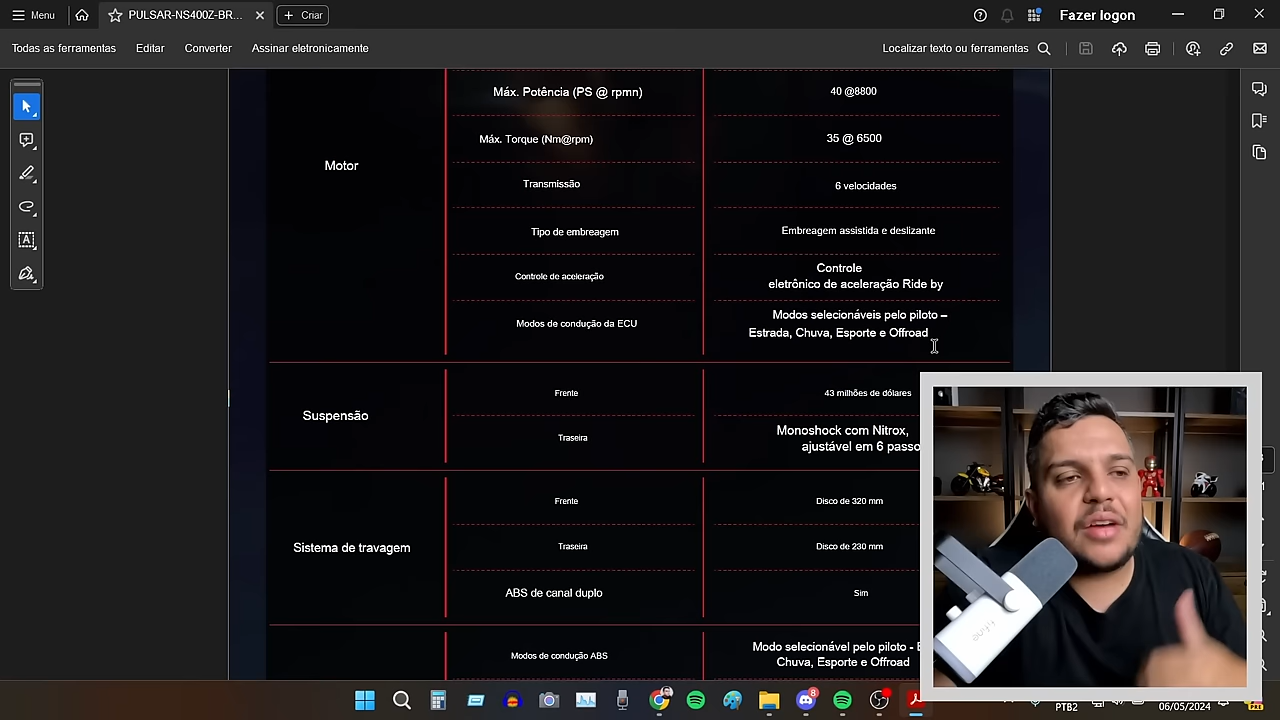 Menu
PULSAR-NS400Z-BR...
Criar
Fazer logon
Todas as ferramentas
Editar
Converter
Assinar eletronicamente
Localizar texto ou ferramentas
Máx. Potência (PS @ rpmn)
40 @8800
Máx. Torque (Nm@rpm)
35 @ 6500
Motor
Transmissão
6 velocidades
Tipo de embreagem
Embreagem assistida e deslizante
Controle de aceleração
Controle
eletrônico de aceleração Ride by
Modos de condução da ECU
Modos selecionáveis pelo piloto –
Estrada, Chuva, Esporte e Offroad
Suspensão
Frente
43 milhões de dólares
Traseira
Monoshock com Nitrox,
ajustável em 6 passo
Sistema de travagem
Frente
Disco de 320 mm
Traseira
Disco de 230 mm
ABS de canal duplo
Sim
Modos de condução ABS
Modo selecionável pelo piloto - E
Chuva, Esporte e Offroad
8
PTB2
06/05/2024